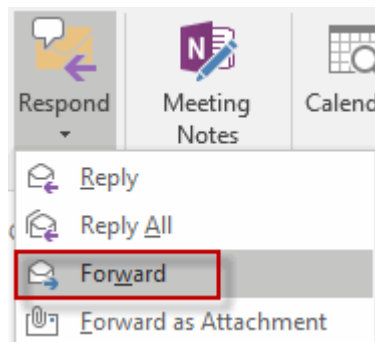 Respond
Meeting
Notes
Calend
Reply
Reply All
Forward
Forward as Attachment